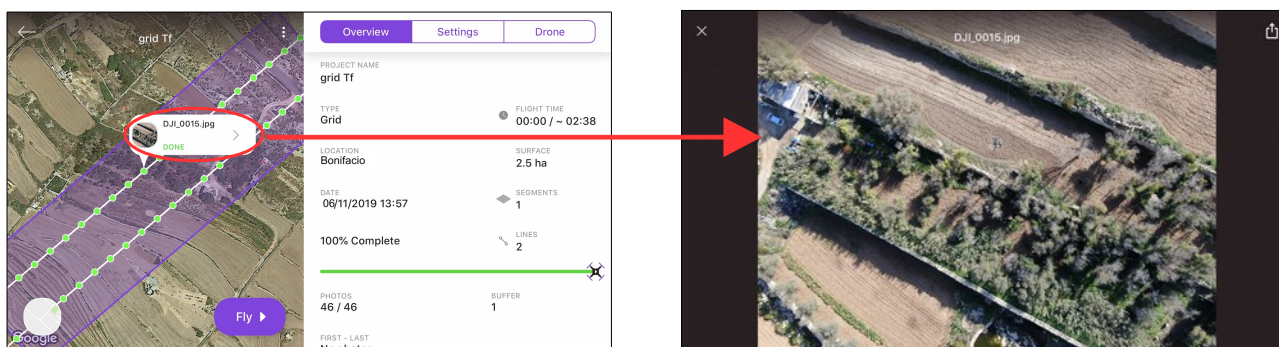 grid Tf
DJI_0015.jpg
DONE
Google
Fly
Overview Settings Drone
PROJECT NAME
grid Tf
TYPE FLIGHT TIME
Grid 00:00 / ~ 02:38
LOCATION SURFACE
Bonifacio 2.5 ha
DATE SEGMENTS
06/11/2019 13:57 1
100% Complete LINES
2
PHOTOS BUFFER
46 / 46 1
FIRST - LAST
No photos
DJI_0015.jpg